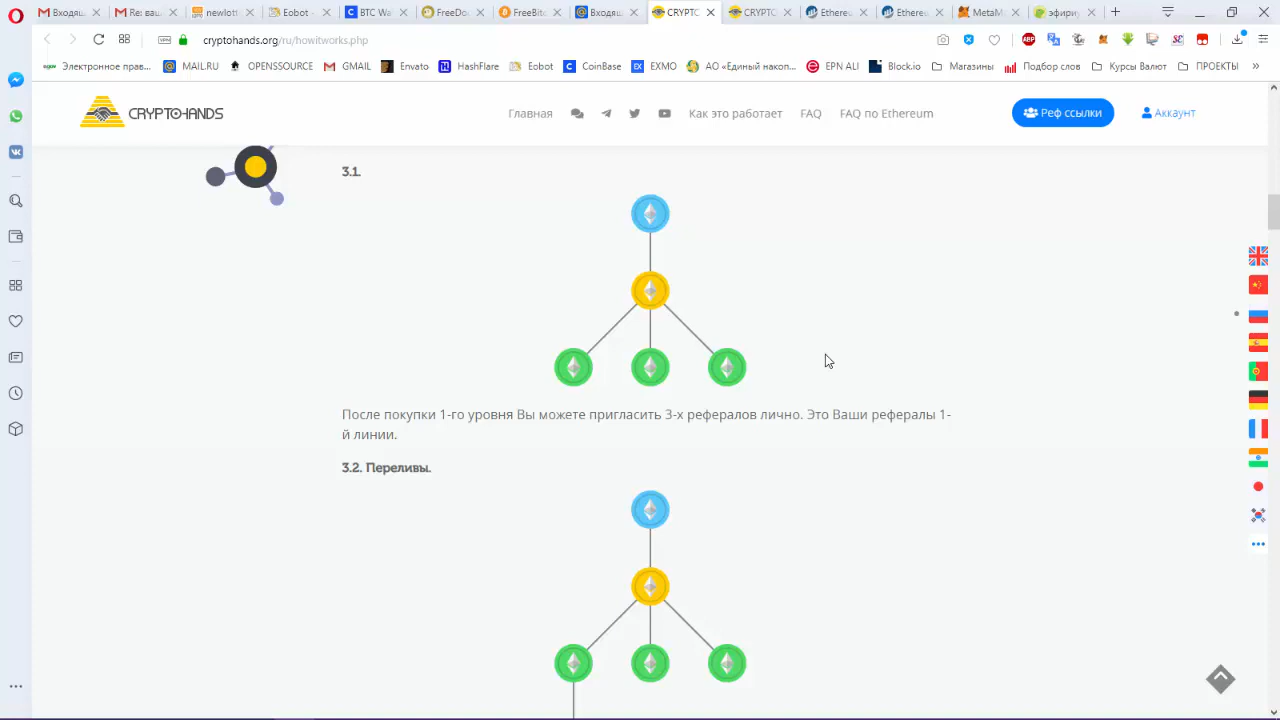 Входящ
Re: ваш
newlott
Eobot -
BTC Wa
FreeDo
FreeBit
Входящ
CRYPTC
CRYPTC
Ethere
Ethere
MetaM
эфири
VPN
cryptohands.org/ru/howitworks.php
ABP
Электронное прав...
MAIL.RU
OPENSSOURCE
GMAIL
Envato
HashFlare
Eobot
CoinBase
EXMO
АО «Единый накоп...
EPN ALI
Block.io
Магазины
Подбор слов
Курсы Валют
ПРОЕКТЫ
CRYPTOHANDS
Главная
Как это работает
FAQ
FAQ по Ethereum
Реф ссылки
Аккаунт
3.1.
После покупки 1-го уровня Вы можете пригласить 3-х рефералов лично. Это Ваши рефералы 1-
й линии.
3.2. Переливы.